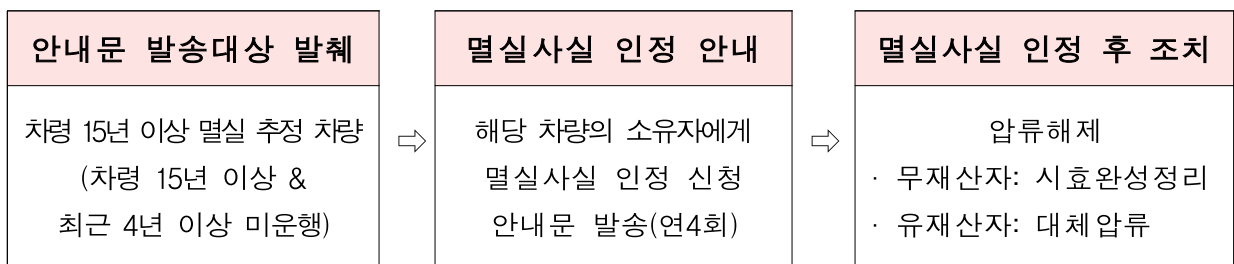 안내문 발송대상 발췌
차령 15년 이상 멸실 추정 차량
(차령 15년 이상 &
최근 4년 이상 미운행)
⇨
멸실사실 인정 안내
해당 차량의 소유자에게
멸실사실 인정 신청
안내문 발송(연4회)
⇨
멸실사실 인정 후 조치
압류해제
· 무재산자: 시효완성정리
· 유재산자: 대체압류